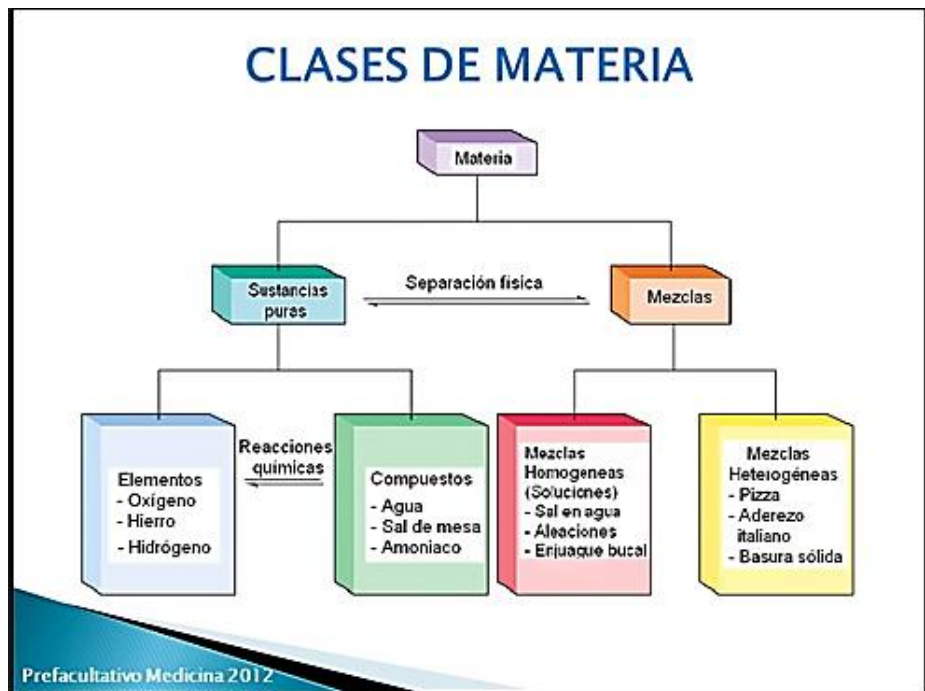 CLASES DE MATERIA
Materia
Sustancias
puras
Separación fisica
Mezclas
Elementos
- Oxígeno
- Hierro
- Hidrógeno
Reacciones
quimicas
Compuestos
- Agua
- Sal de mesa
- Amoniaco
Mezclas
Homogeneas
(Soluciones)
- Sal en agua
- Aleaciones
- Enjuague bucal
Mezclas
Heterogéneas
- Pizza
- Aderezo
italiano
- Basura sólida
Prefacultativo Medicina 2012